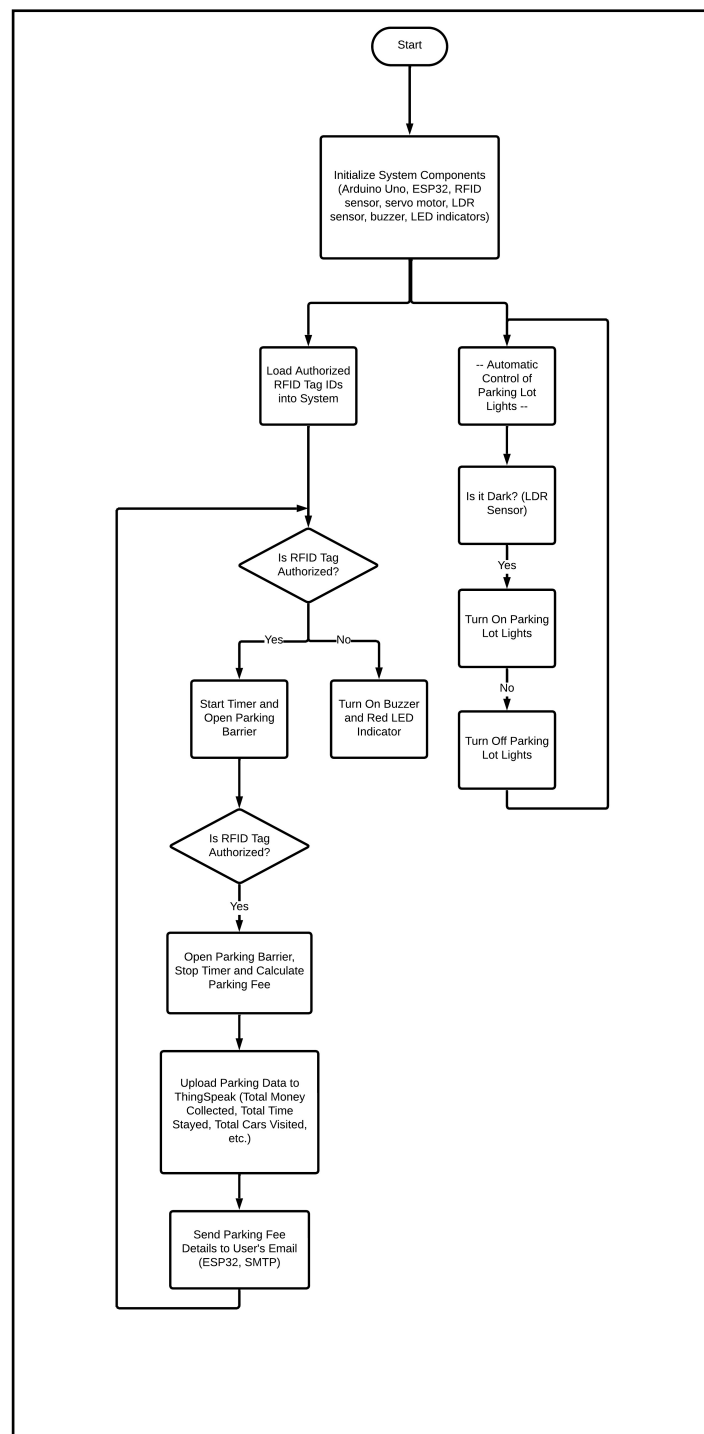 Start
Initialize System Components
(Arduino Uno, ESP32, RFID
sensor, servo motor, LDR
sensor, buzzer, LED indicators)
Load Authorized
RFID Tag IDs
into System
-- Automatic
Control of
Parking Lot
Lights --
Is it Dark? (LDR
Sensor)
Yes
Turn On Parking
Lot Lights
No
Turn Off Parking
Lot Lights
Is RFID Tag
Authorized?
Yes
No
Start Timer and
Open Parking
Barrier
Turn On Buzzer
and Red LED
Indicator
Is RFID Tag
Authorized?
Yes
Open Parking Barrier,
Stop Timer and Calculate
Parking Fee
Upload Parking Data to
ThingSpeak (Total Money
Collected, Total Time
Stayed, Total Cars Visited,
etc.)
Send Parking Fee
Details to User's Email
(ESP32, SMTP)